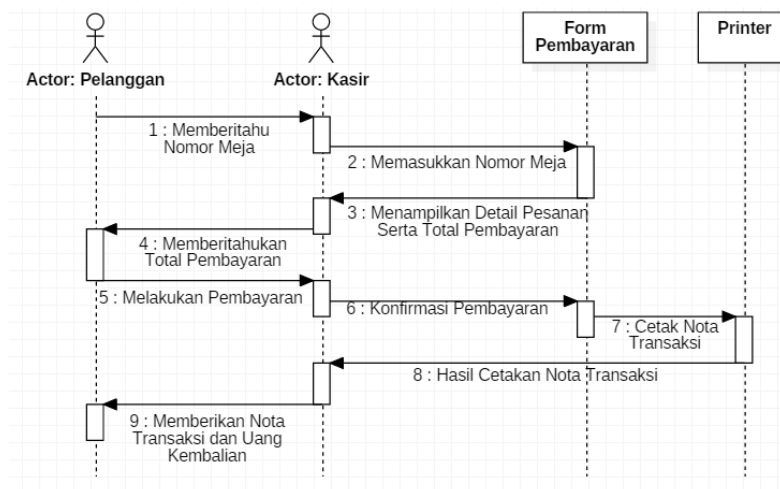 Actor: Pelanggan
Actor: Kasir
Form
Pembayaran
Printer
1 : Memberitahu
Nomor Meja
2 : Memasukkan Nomor Meja
3 : Menampilkan Detail Pesanan
Serta Total Pembayaran
4 : Memberitahukan
Total Pembayaran
5 : Melakukan Pembayaran
6 : Konfirmasi Pembayaran
7 : Cetak Nota
Transaksi
8 : Hasil Cetakan Nota Transaksi
9 : Memberikan Nota
Transaksi dan Uang
Kembalian